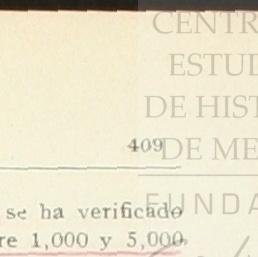 CENTR
ESTUD
DE HIST
DE ME
FUNDA
409
se ha verificado
re 1,000 y 5,000